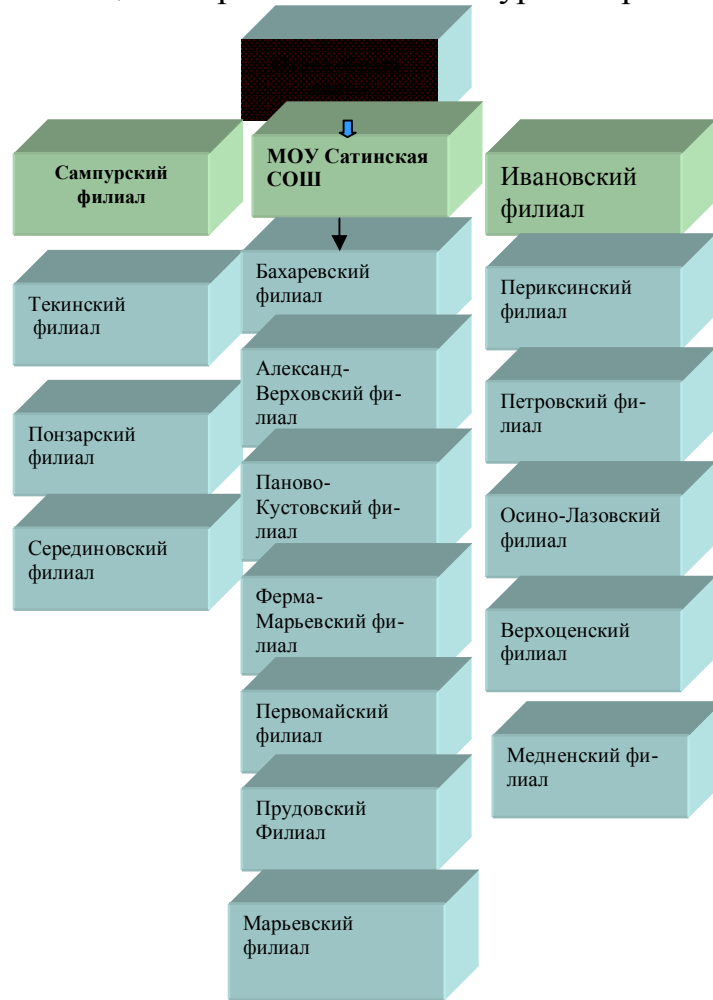 Сампурский
филиал
МОУ Сатинская
СОШ
Ивановский
филиал
Текинский
филиал
Понзарский
филиал
Серединовский
филиал
Бахаревский
филиал
Александ-
Верховский фи-
лиал
Паново-
Кустовский фи-
лиал
Ферма-
Марьевский фи-
лиал
Первомайский
филиал
Прудовский
Филиал
Марьевский
филиал
Периксинский
филиал
Петровский фи-
лиал
Осино-Лазовский
филиал
Верхоценский
филиал
Медненский фи-
лиал